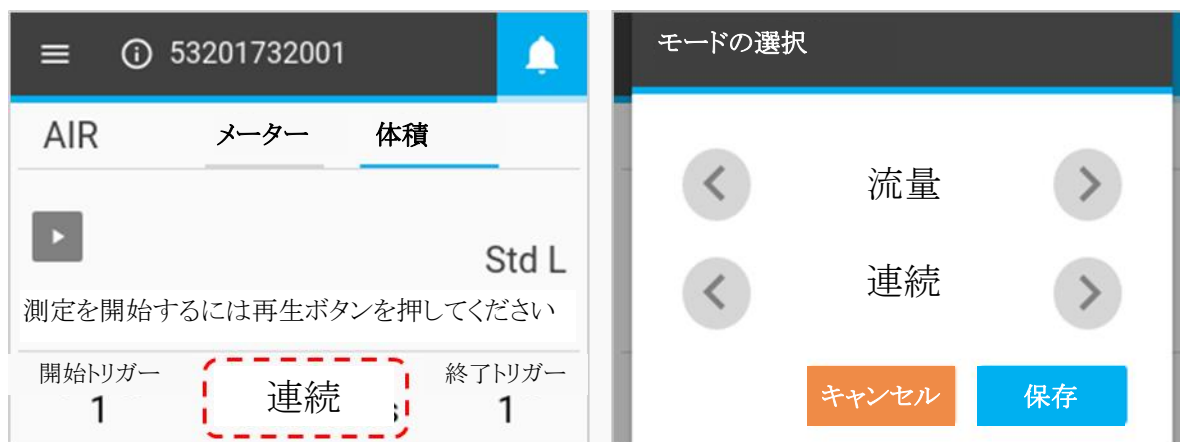 53201732001
AIR メーター 体積
Std L
測定を開始するには再生ボタンを押してください
開始トリガー 連続 終了トリガー
1 1
モードの選択
流量
連続
キャンセル 保存